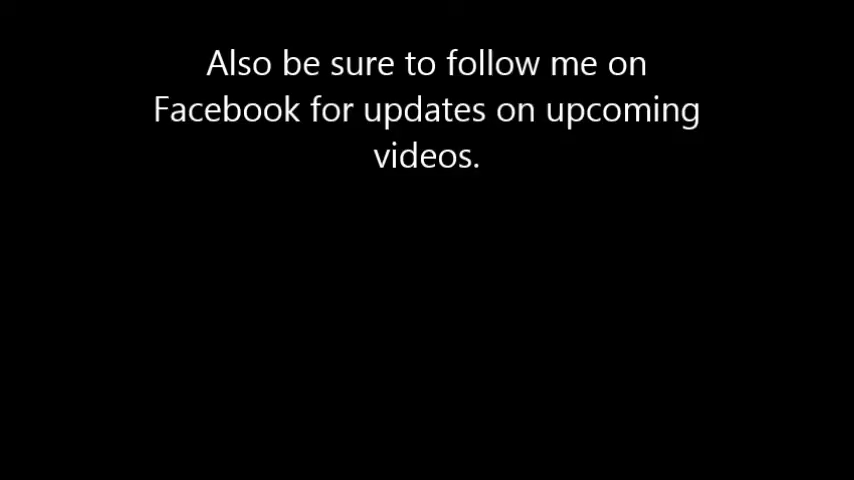 Also be sure to follow me on
Facebook for updates on upcoming
videos.